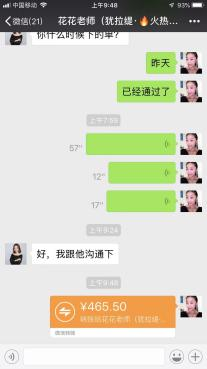 中国移动
上午9:48
93%
微信(21)
花花老师（犹拉缇·🔥火热...
你什么时候下的单?
昨天
已经通过了
上午7:59
57"
12"
17"
上午9:24
好，我跟他沟通下
上午9:48
¥465.50
转账给花花老师（犹拉缇·...
微信转账